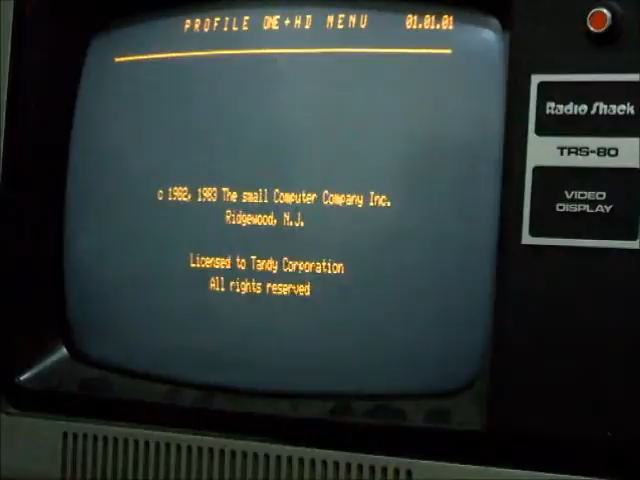 PROFILE ONE+HD MENU 01.01.01
© 1982, 1983 The small Computer Company Inc.
Ridgewood, N.J.
Licensed to Tandy Corporation
All rights reserved
Radio Shack
TRS-80
VIDEO
DISPLAY